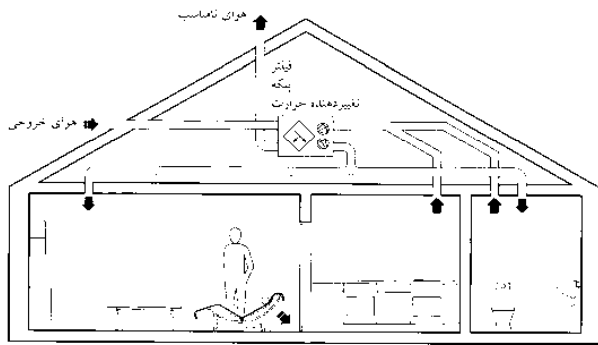 هوای نامناسب
فیلتر
پنکه
تغییردهنده حرارت
هوای خروجی